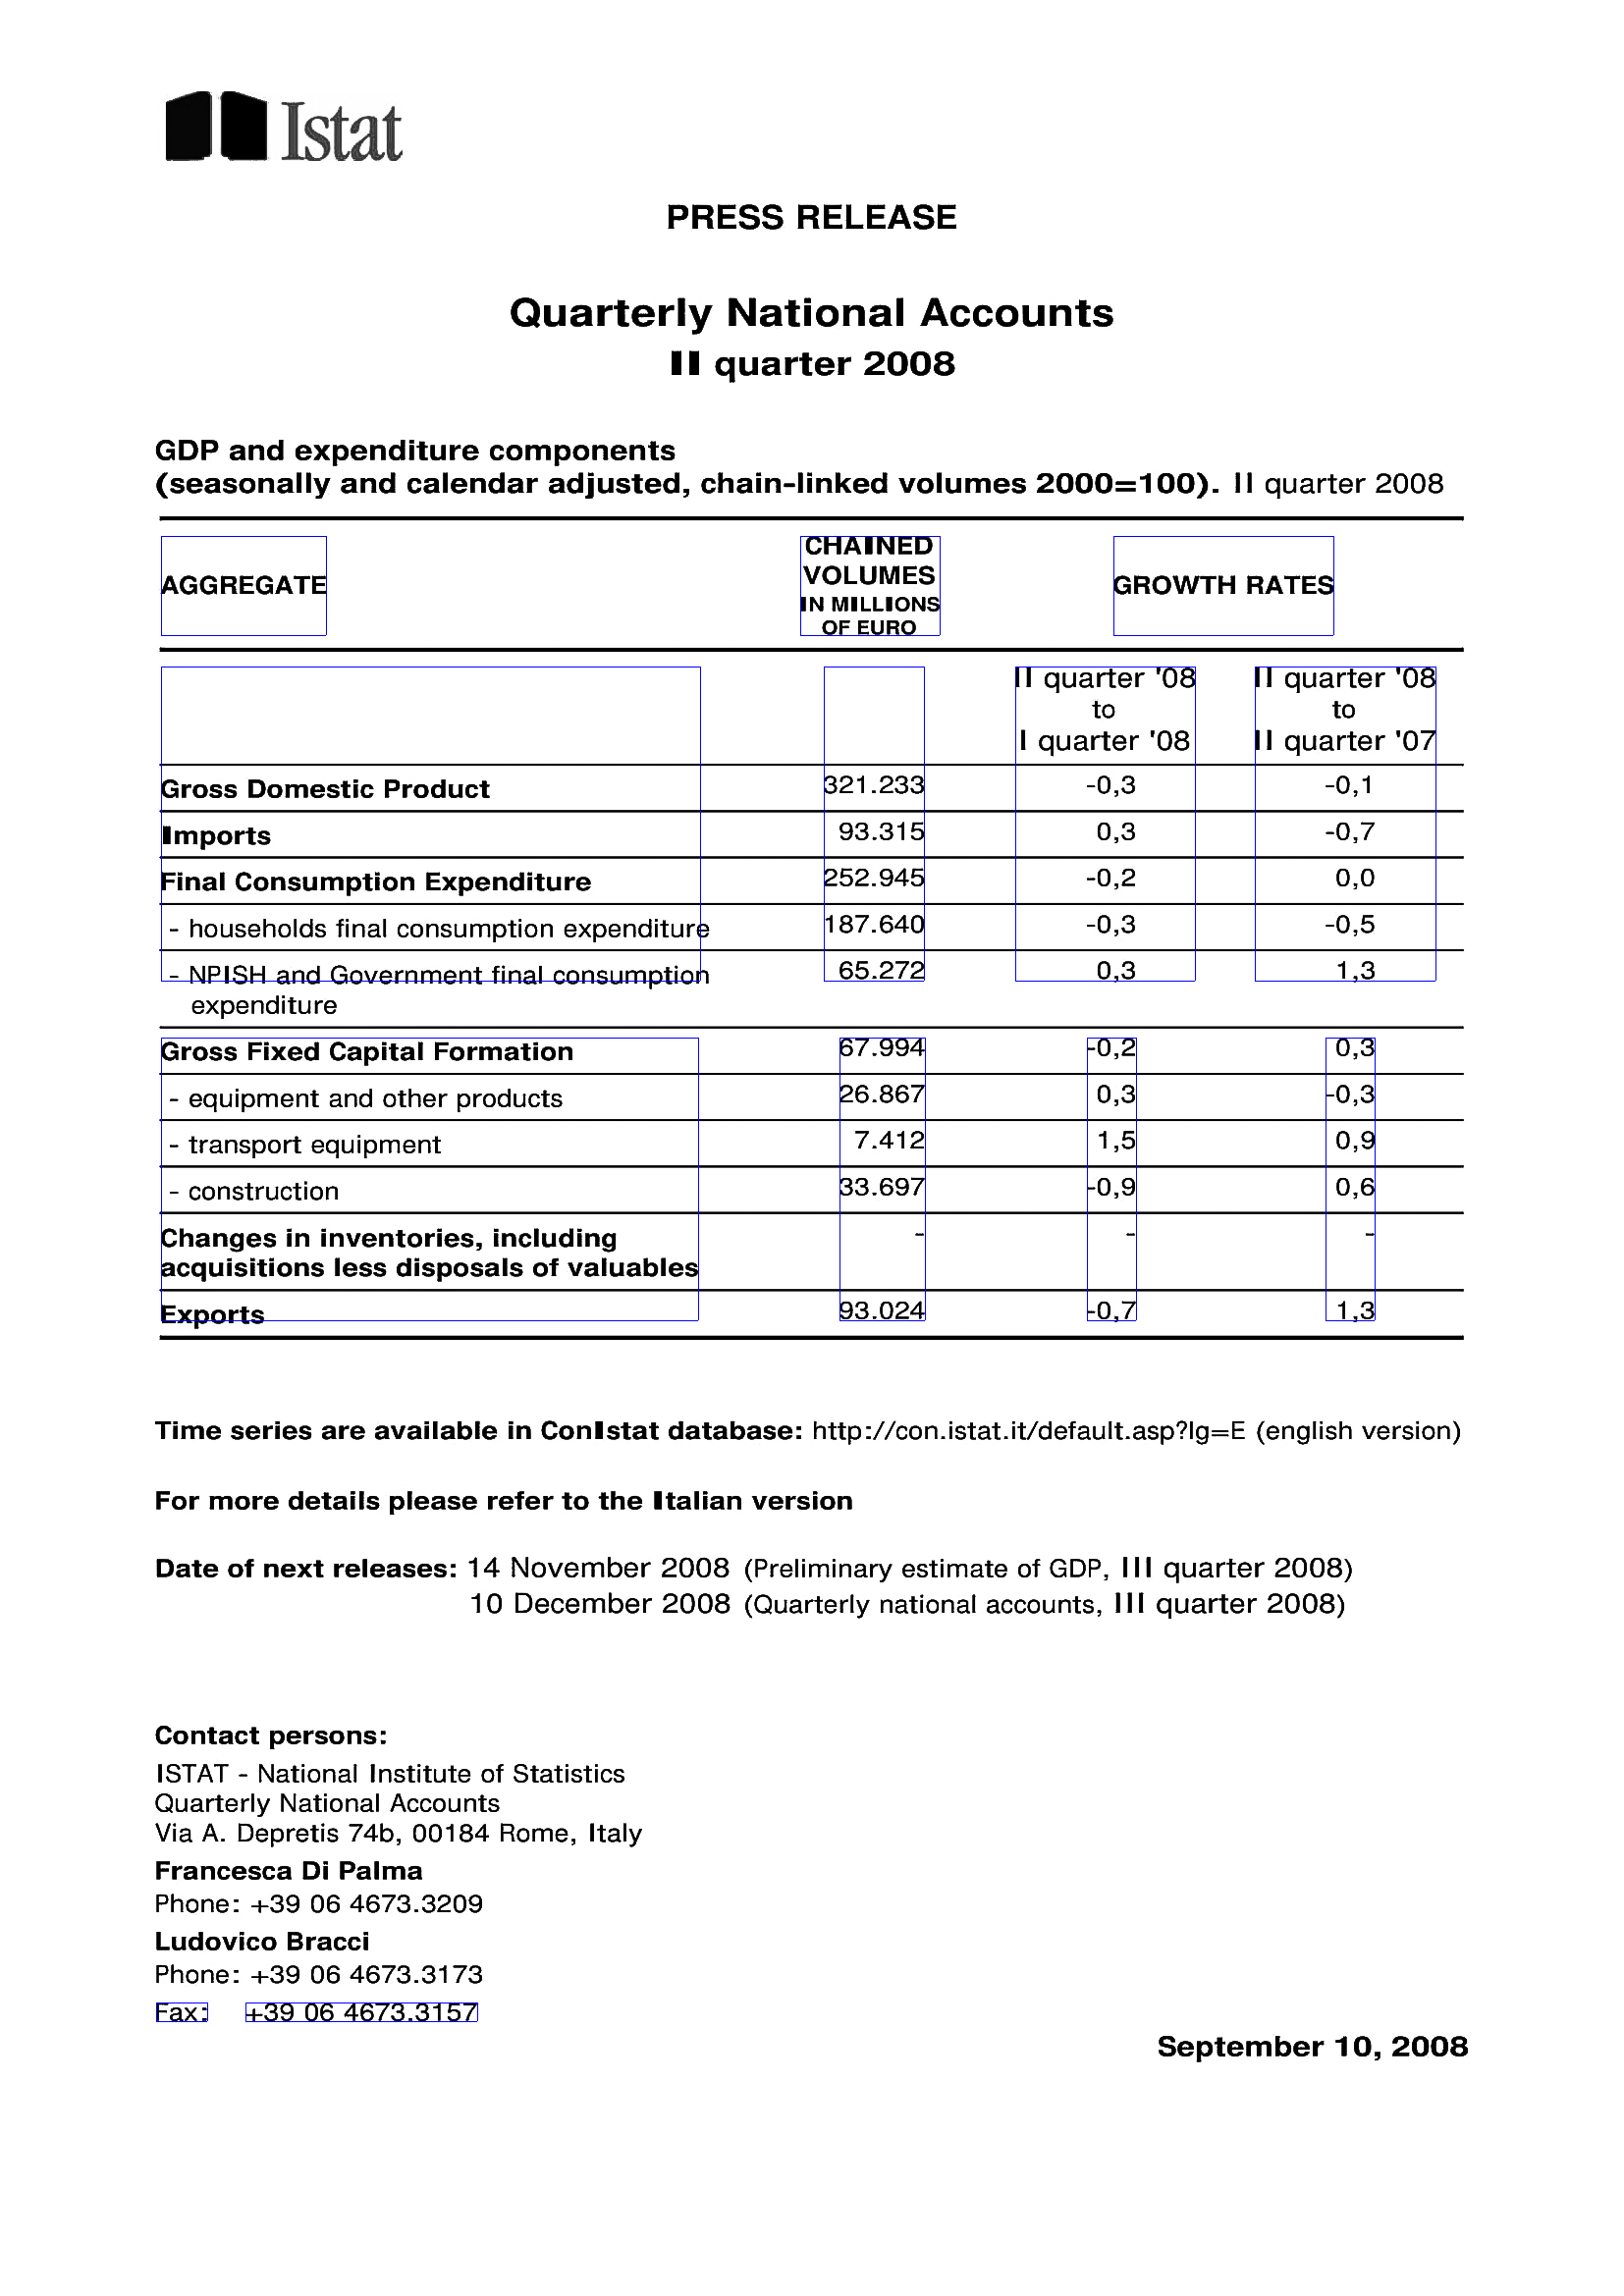 Istat
PRESS RELEASE
Quarterly National Accounts
II quarter 2008
GDP and expenditure components
(seasonally and calendar adjusted, chain-linked volumes 2000=100). II quarter 2008
AGGREGATE
CHAINED
VOLUMES
IN MILLIONS
OF EURO
GROWTH RATES
II quarter '08 II quarter '08
to to
I quarter '08 II quarter '07
Gross Domestic Product 321.233 -0,3 -0,1
Imports 93.315 0,3 -0,7
Final Consumption Expenditure 252.945 -0,2 0,0
- households final consumption expenditure 187.640 -0,3 -0,5
- NPISH and Government final consumption 65.272 0,3 1,3
expenditure
Gross Fixed Capital Formation 67.994 -0,2 0,3
- equipment and other products 26.867 0,3 -0,3
- transport equipment 7.412 1,5 0,9
- construction 33.697 -0,9 0,6
Changes in inventories, including - - -
acquisitions less disposals of valuables
Exports 93.024 -0,7 1,3
Time series are available in ConIstat database: http://con.istat.it/default.asp?lg=E (english version)
For more details please refer to the Italian version
Date of next releases: 14 November 2008 (Preliminary estimate of GDP, III quarter 2008)
10 December 2008 (Quarterly national accounts, III quarter 2008)
Contact persons:
ISTAT - National Institute of Statistics
Quarterly National Accounts
Via A. Depretis 74b, 00184 Rome, Italy
Francesca Di Palma
Phone: +39 06 4673.3209
Ludovico Bracci
Phone: +39 06 4673.3173
Fax: +39 06 4673.3157
September 10, 2008